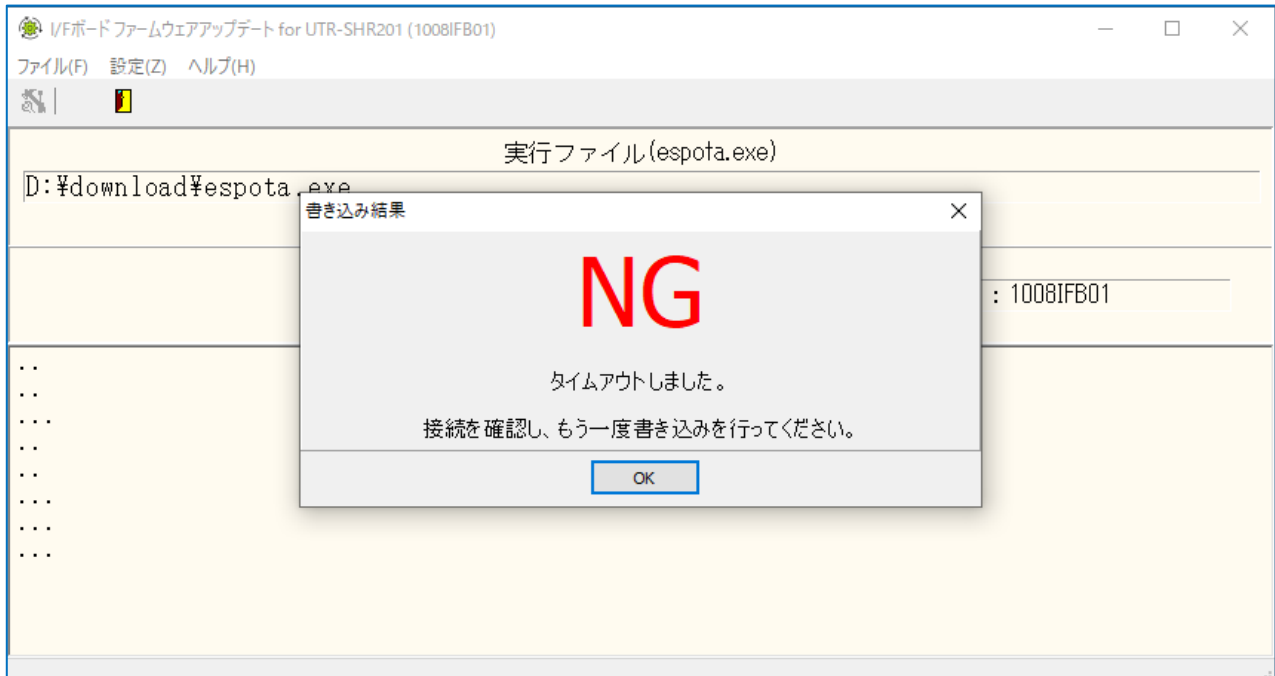 I/Fボード ファームウェアアップデート for UTR-SHR201 (1008IFB01)
ファイル(F) 設定(Z) ヘルプ(H)
実行ファイル(espota.exe)
D:¥download¥espota.exe
書き込み結果
NG
: 1008IFB01
タイムアウトしました。
接続を確認し、もう一度書き込みを行ってください。
OK
..
..
...
..
..
...
...
...